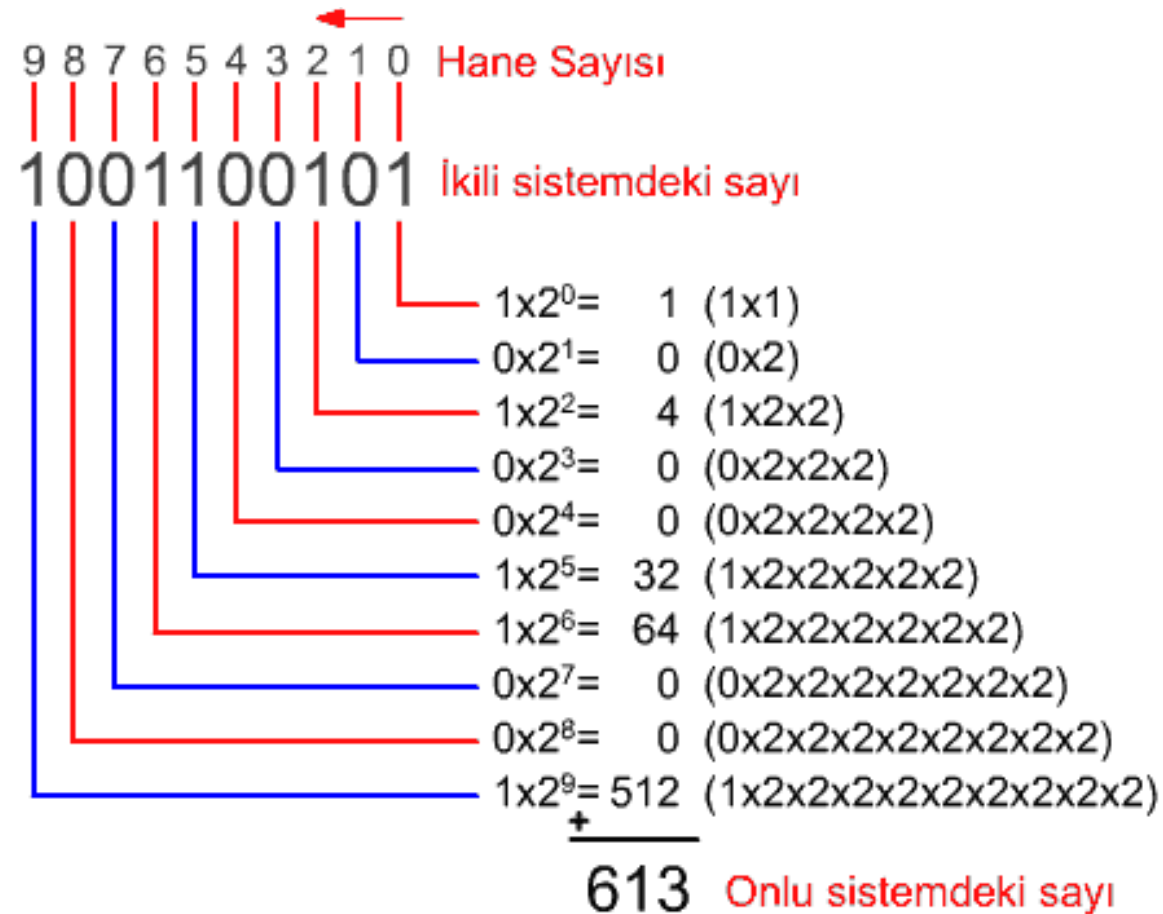 9 8 7 6 5 4 3 2 1 0 Hane Sayısı
1001100101 İkili sistemdeki sayı
1x2⁰= 1 (1x1)
0x2¹= 0 (0x2)
1x2²= 4 (1x2x2)
0x2³= 0 (0x2x2x2)
0x2⁴= 0 (0x2x2x2x2)
1x2⁵= 32 (1x2x2x2x2x2)
1x2⁶= 64 (1x2x2x2x2x2x2)
0x2⁷= 0 (0x2x2x2x2x2x2x2)
0x2⁸= 0 (0x2x2x2x2x2x2x2x2)
1x2⁹= 512 (1x2x2x2x2x2x2x2x2x2)
+
613 Onlu sistemdeki sayı